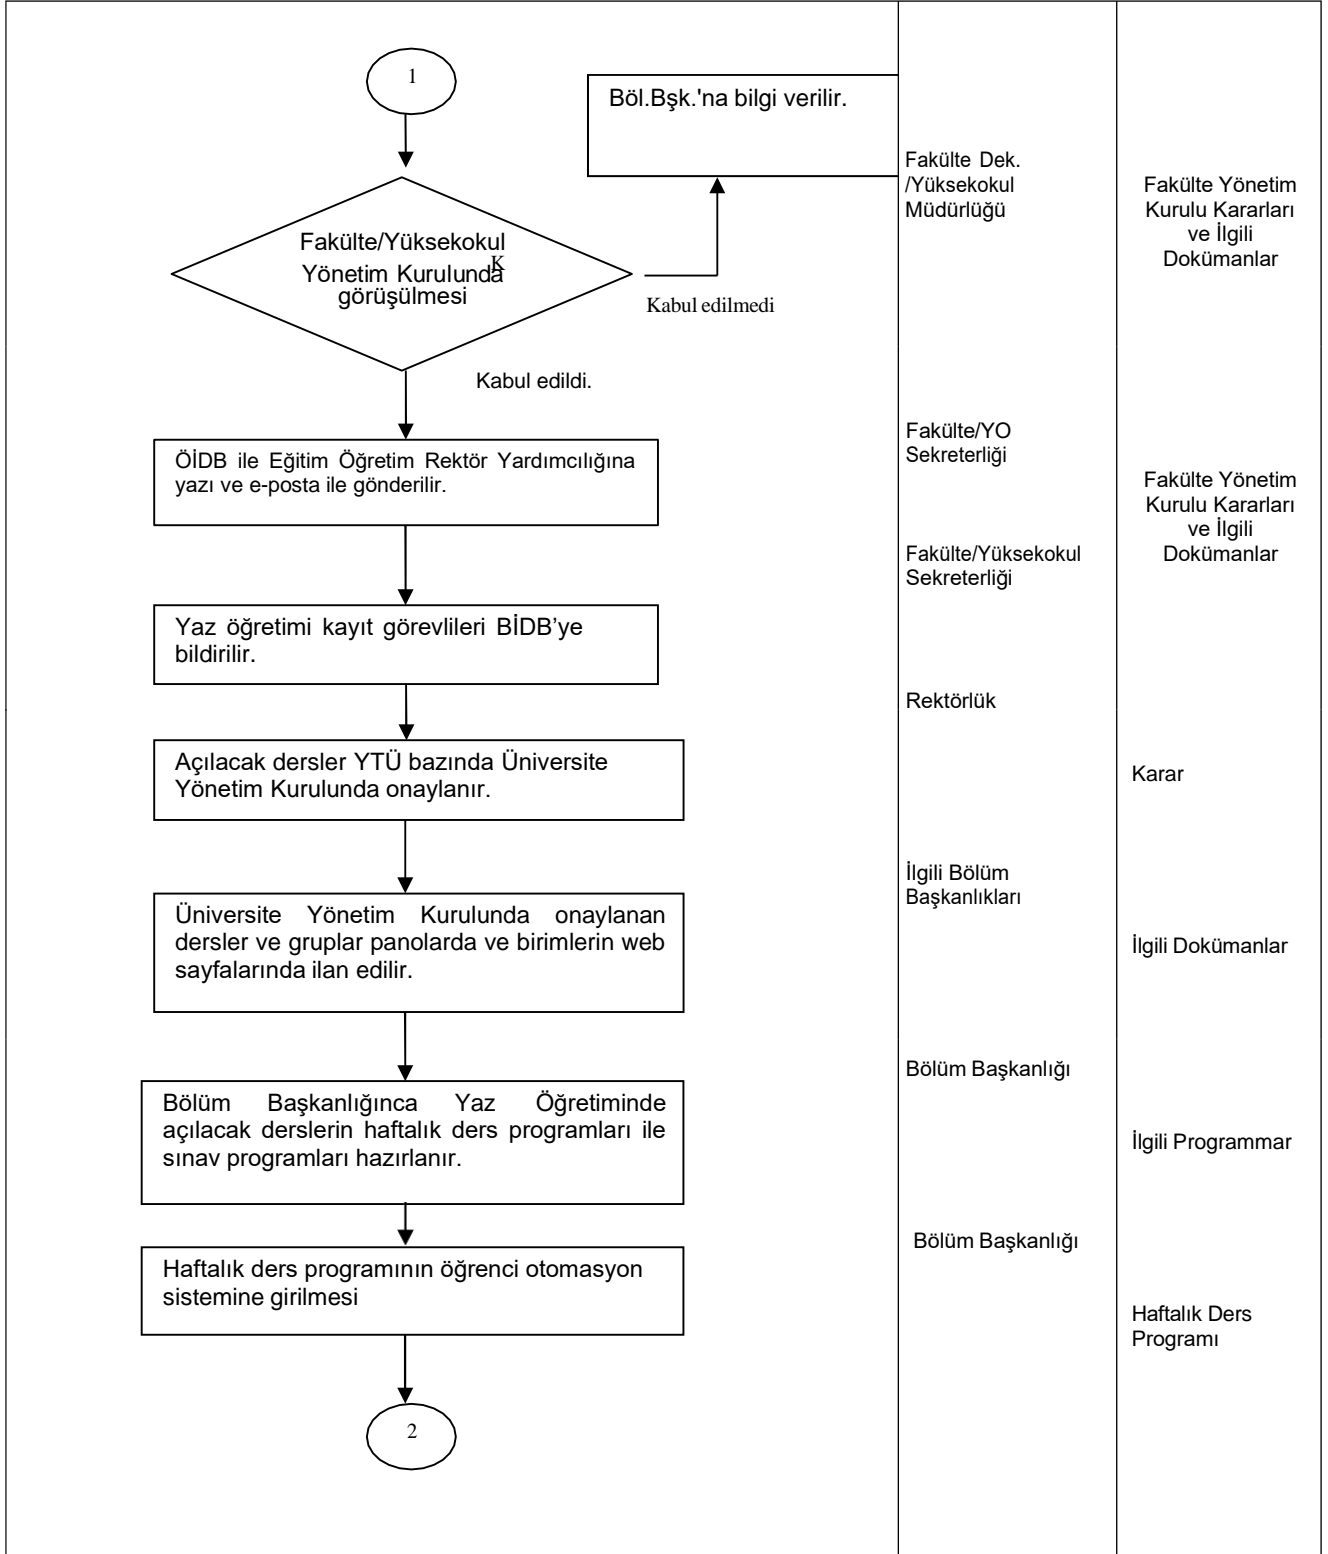 1
Böl.Bşk.'na bilgi verilir.
Fakülte Dek.
/Yüksekokul
Müdürlüğü
Fakülte Yönetim
Kurulu Kararları
ve İlgili
Dokümanlar
Fakülte/Yüksekokul
K
Yönetim Kurulunda
görüşülmesi
Kabul edilmedi
Kabul edildi.
Fakülte/YO
Sekreterliği
ÖİDB ile Eğitim Öğretim Rektör Yardımcılığına
yazı ve e-posta ile gönderilir.
Fakülte Yönetim
Kurulu Kararları
ve İlgili
Dokümanlar
Fakülte/Yüksekokul
Sekreterliği
Yaz öğretimi kayıt görevlileri BİDB’ye
bildirilir.
Rektörlük
Açılacak dersler YTÜ bazında Üniversite
Yönetim Kurulunda onaylanır.
Karar
İlgili Bölüm
Başkanlıkları
Üniversite Yönetim Kurulunda onaylanan
dersler ve gruplar panolarda ve birimlerin web
sayfalarında ilan edilir.
İlgili Dokümanlar
Bölüm Başkanlığı
Bölüm Başkanlığınca Yaz Öğretiminde
açılacak derslerin haftalık ders programları ile
sınav programları hazırlanır.
İlgili Programmar
Bölüm Başkanlığı
Haftalık ders programının öğrenci otomasyon
sistemine girilmesi
Haftalık Ders
Programı
2